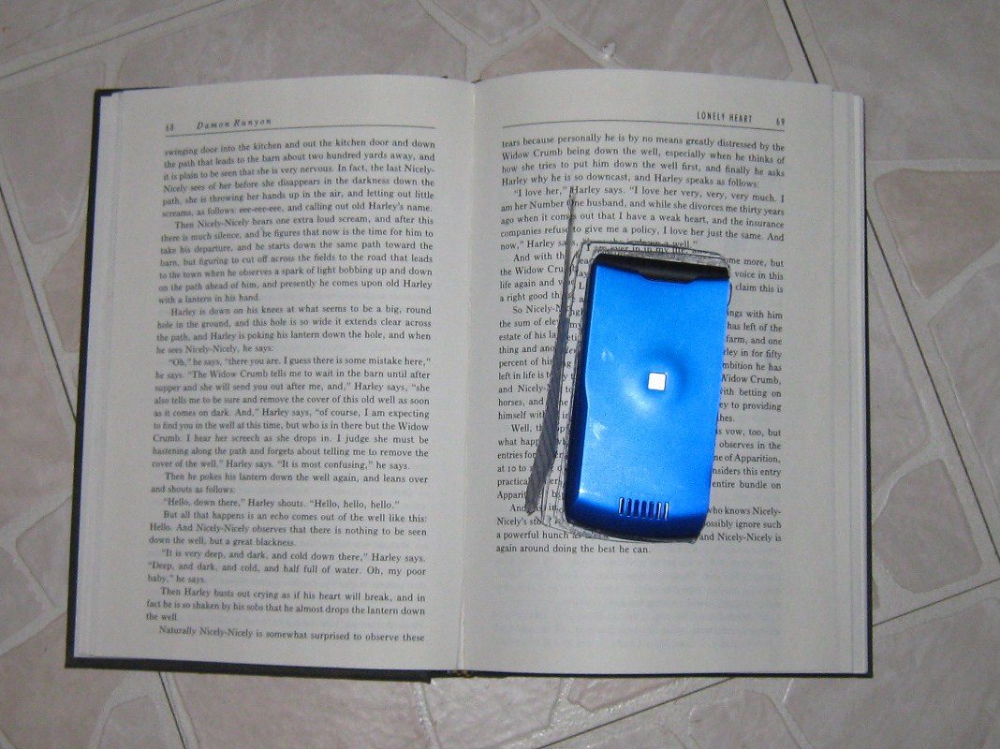 68 Damon Runyon
swinging door into the kitchen and out the kitchen door and down
the path that leads to the barn about two hundred yards away, and
it is plain to be seen that she is very nervous. In fact, the last Nicely-
Nicely sees of her before she disappears in the darkness down the
path, she is throwing her hands up in the air, and letting out little
screams, as follows: eee-eee-eee, and calling out old Harley's name.
Then Nicely-Nicely hears one extra loud scream, and after this
there is much silence, and he figures that now is the time for him to
take his departure, and he starts down the same path toward the
barn, but figuring to cut off across the fields to the road that leads
to the town when he observes a spark of light bobbing up and down
on the path ahead of him, and presently he comes upon old Harley
with a lantern in his hand.
Harley is down on his knees at what seems to be a big, round
hole in the ground, and this hole is so wide it extends clear across
the path, and Harley is poking his lantern down the hole, and when
he sees Nicely-Nicely, he says:
"Oh," he says, "there you are. I guess there is some mistake here,"
he says. "The Widow Crumb tells me to wait in the barn until after
supper and she will send you out after me, and," Harley says, "she
also tells me to be sure and remove the cover of this old well as soon
as it comes on dark. And," Harley says, "of course, I am expecting
to find you in the well at this time, but who is in there but the Widow
Crumb. I hear her screech as she drops in. I judge she must be
hastening along the path and forgets about telling me to remove the
cover of the well," Harley says. "It is most confusing," he says.
Then he pokes his lantern down the well again, and leans over
and shouts as follows:
"Hello, down there," Harley shouts. "Hello, hello, hello."
But all that happens is an echo comes out of the well like this:
Hello. And Nicely-Nicely observes that there is nothing to be seen
down the well, but a great blackness.
"It is very deep, and dark, and cold down there," Harley says.
"Deep, and dark, and cold, and half full of water. Oh, my poor
baby," he says.
Then Harley busts out crying as if his heart will break, and in
fact he is so shaken by his sobs that he almost drops the lantern down
the well.
Naturally Nicely-Nicely is somewhat surprised to observe these
LONELY HEART 69
tears because personally he is by no means greatly distressed by the
Widow Crumb being down the well, especially when he thinks of
how she tries to put him down the well first, and finally he asks
Harley why he is so downcast, and Harley speaks as follows:
"I love her," Harley says. "I love her very, very, very much. I
am her Number One husband, and while she divorces me thirty years
ago when it comes out that I have a weak heart, and the insurance
companies refuse to give me a policy, I love her just the same. And
now," Harley says, down a well."
And with th some more, but
the Widow Cru voice in this
life again and claim this is
a right good
So Nicely- ings with him
the sum of has left of the
estate of his farm, and one
thing and rley in for fifty
percent of his mbition he has
left in life is Widow Crumb,
and Nicely- with betting on
horses, and ey to providing
himself with thes.
Well, th s vow, too, but
what happ observes in the
entries for ne of Apparition,
at 10 to nsiders this entry
practical entire bundle on
Apparit
And who knows Nicely-
Nicely's ossibly ignore such
a powerful hunch and Nicely-Nicely is
again around doing the best he can.